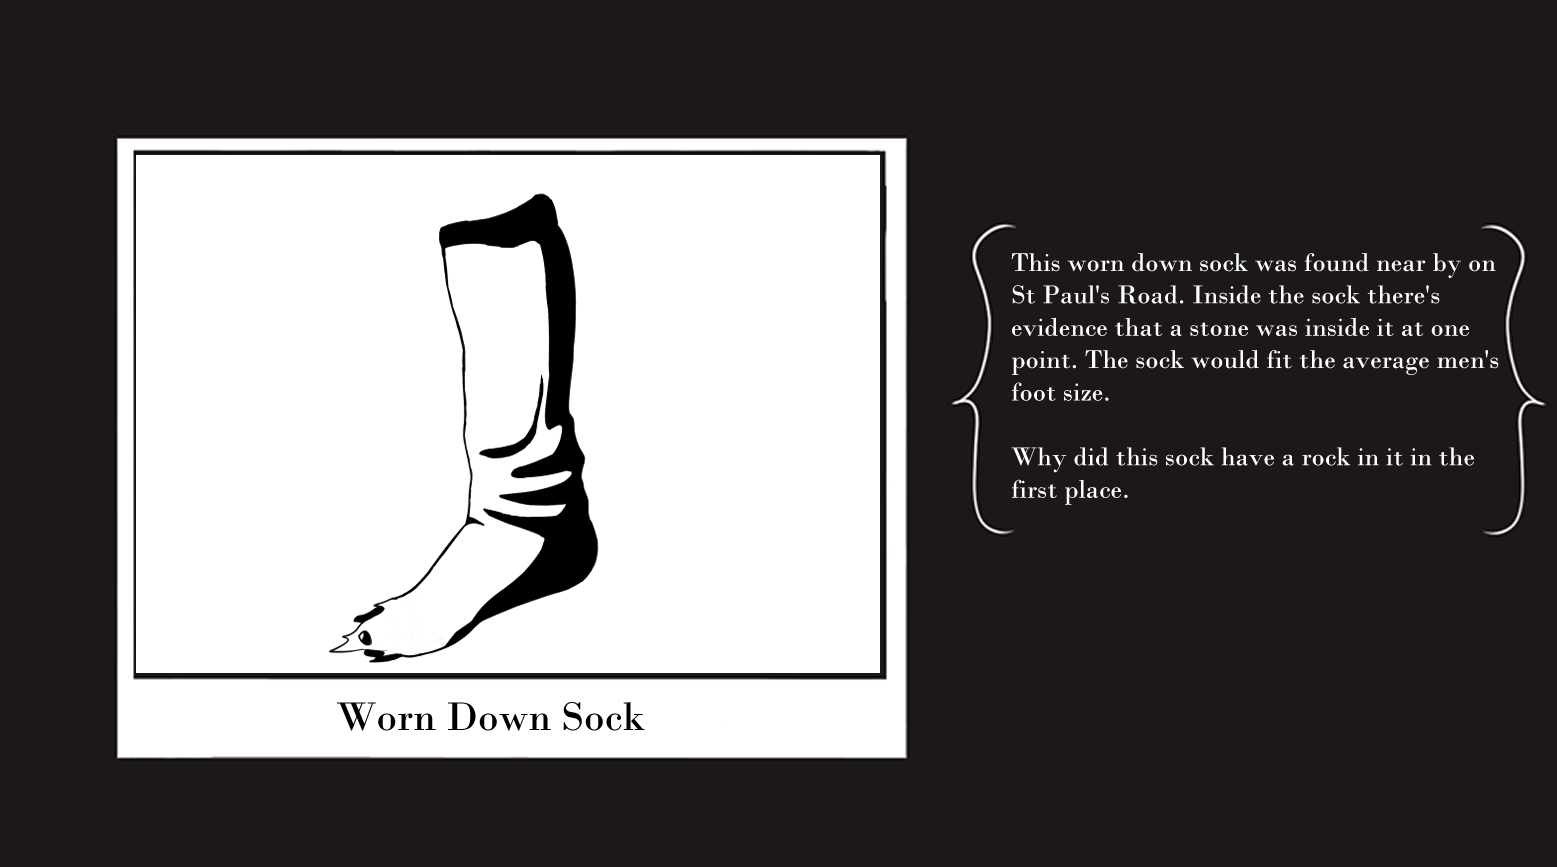 This worn down sock was found near by on
St Paul's Road. Inside the sock there's
evidence that a stone was inside it at one
point. The sock would fit the average men's
foot size.
Why did this sock have a rock in it in the
first place.
Worn Down Sock